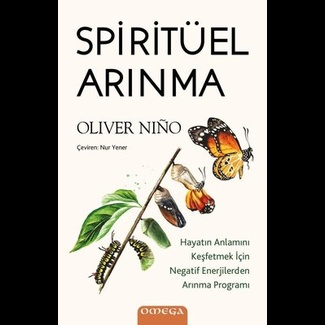 SPİRİTÜEL
ARINMA
OLIVER NIÑO
Çeviren: Nur Yener
Hayatın Anlamını
Keşfetmek İçin
Negatif Enerjilerden
Arınma Programı
OMEGA